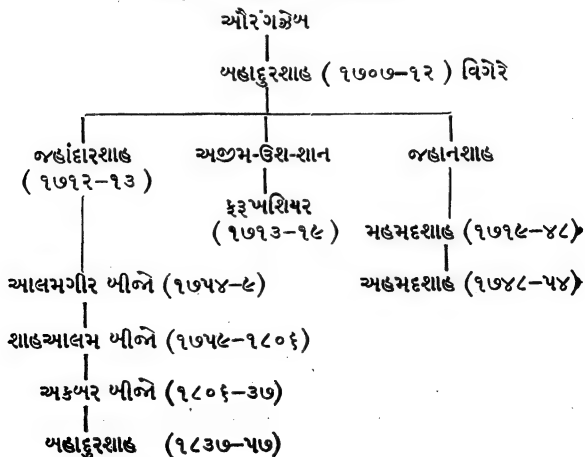 ઔરંગઝેબ
બહાદુરશાહ ( ૧૭૦૭-૧૨ ) વિગેરે
જહાંદારશાહ અજીમ-ઉશ-શાન જહાનશાહ
( ૧૭૧૨-૧૩ )
ફરૂખશિયર
( ૧૭૧૩-૧૯ ) મહમદશાહ (૧૭૧૯-૪૮)
આલમગીર બીજો (૧૭૫૪-૯) અહમદશાહ (૧૭૪૮-૫૪)
શાહઆલમ બીજો (૧૭૫૯-૧૮૦૬)
અકબર બીજો (૧૮૦૬-૩૭)
બહાદુરશાહ (૧૮૩૭-૫૭)